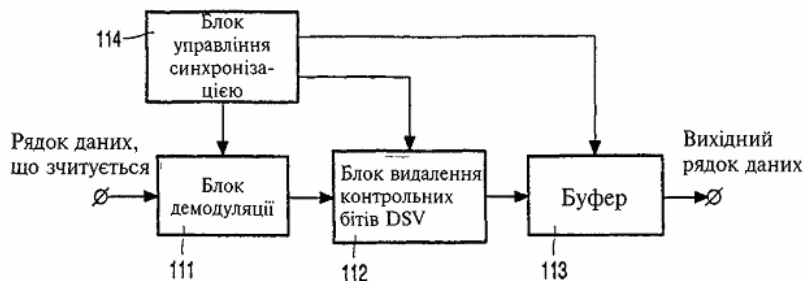 114
Блок
управління
синхроніза-
цією
Рядок даних,
що зчитується
Блок
демодуляції
111
Блок видалення
контрольних
бітів DSV
112
Буфер
113
Вихідний
рядок даних